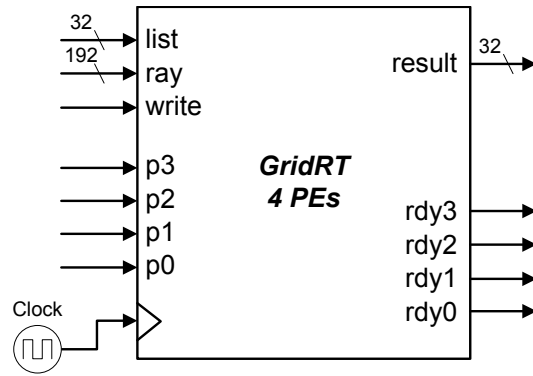 32
list
192
ray
write
result
32
GridRT
4 PEs
p3
p2
p1
p0
rdy3
rdy2
rdy1
rdy0
Clock